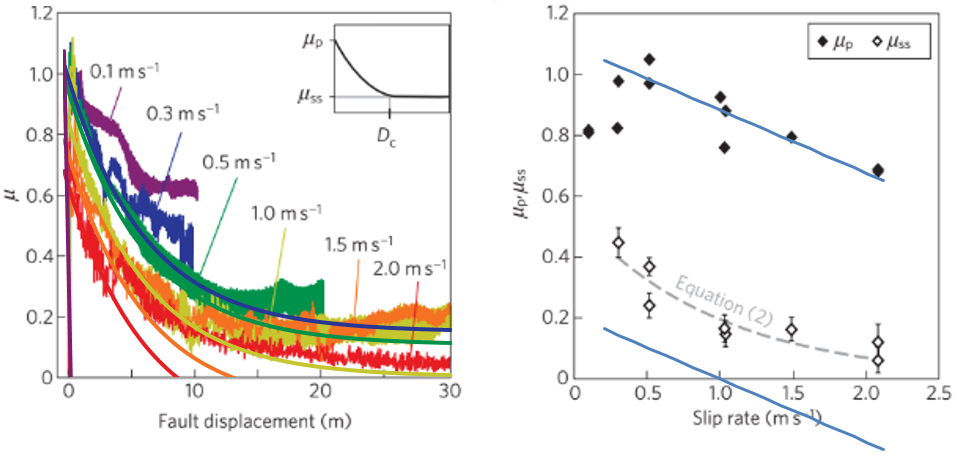 1.2
1.0
0.8
0.6
0.4
0.2
0
μ
0.1 m s⁻¹
0.3 m s⁻¹
0.5 m s⁻¹
1.0 m s⁻¹
1.5 m s⁻¹
2.0 m s⁻¹
μp
μss
Dc
0 10 20 30
Fault displacement (m)
1.2
1.0
0.8
0.6
0.4
0.2
0
μp, μss
μp μss
Equation (2)
0 0.5 1.0 1.5 2.0 2.5
Slip rate (m s⁻¹)